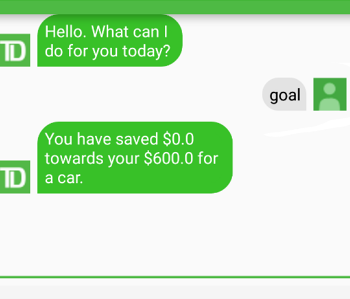 Hello. What can I
do for you today?
TD
goal
You have saved $0.0
towards your $600.0 for
a car.
TD